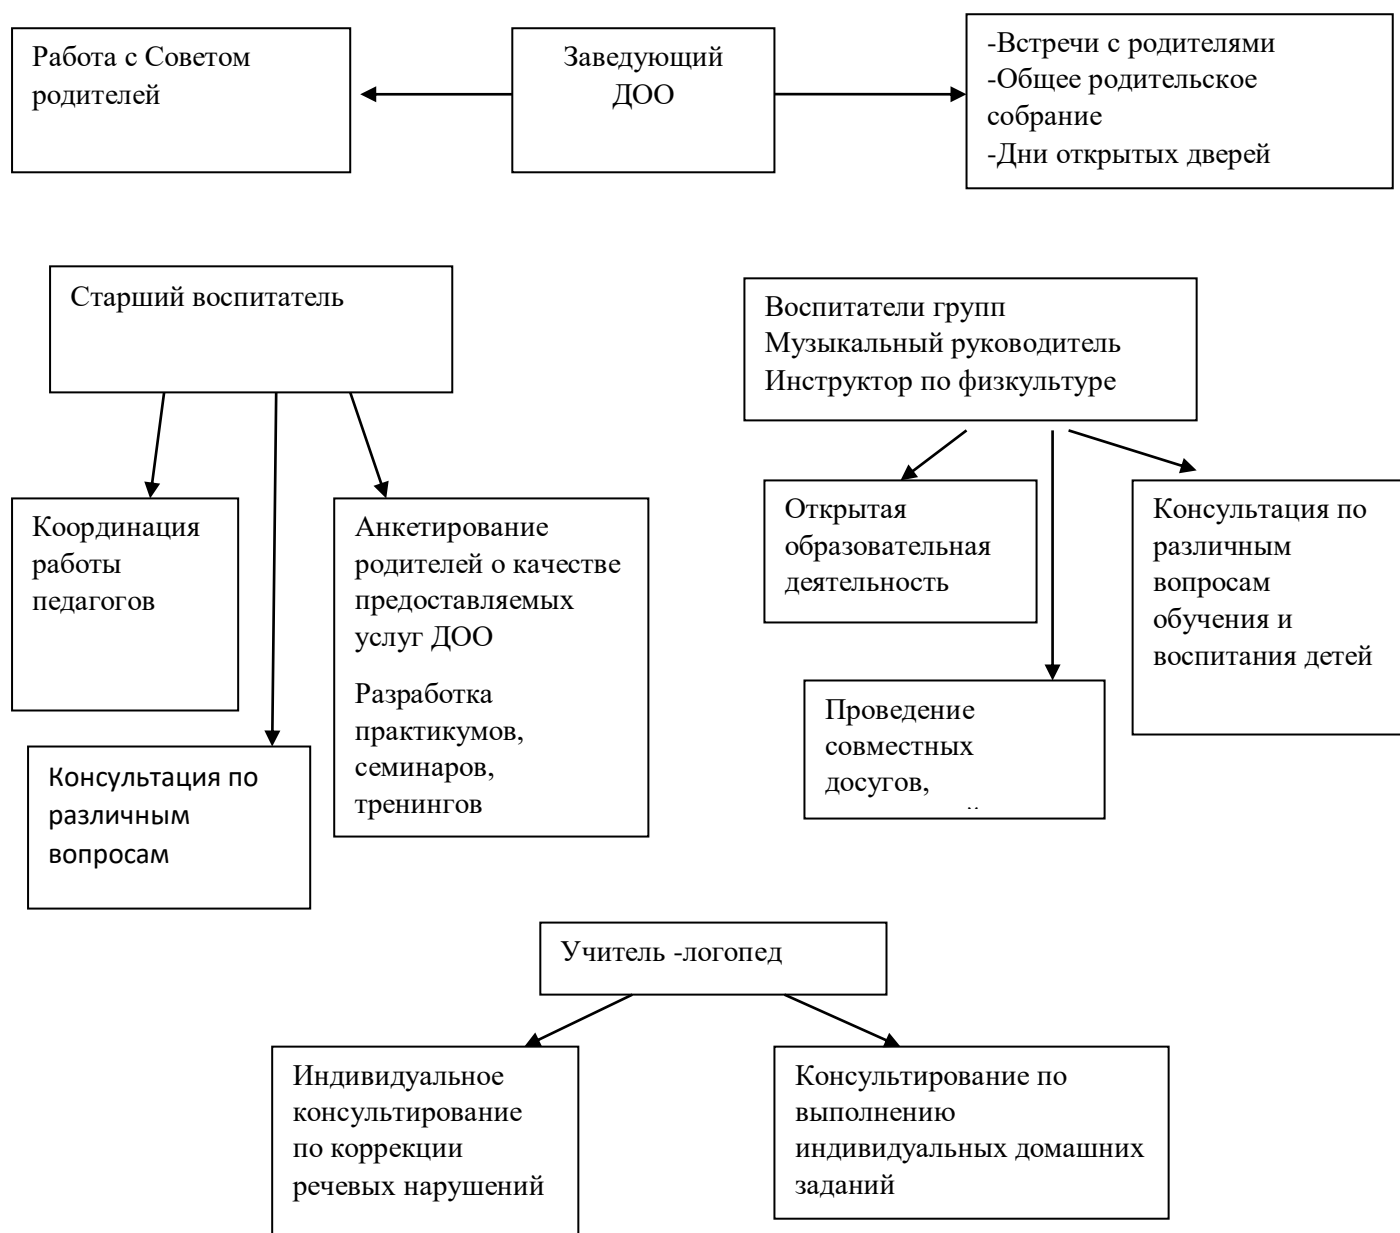 Работа с Советом
родителей
Заведующий
ДОО
-Встречи с родителями
-Общее родительское
собрание
-Дни открытых дверей
Старший воспитатель
Воспитатели групп
Музыкальный руководитель
Инструктор по физкультуре
Координация
работы
педагогов
Консультация по
различным
вопросам
Анкетирование
родителей о качестве
предоставляемых
услуг ДОО
Разработка
практикумов,
семинаров,
тренингов
Открытая
образовательная
деятельность
Проведение
совместных
досугов,
Консультация по
различным
вопросам
обучения и
воспитания детей
Учитель -логопед
Индивидуальное
консультирование
по коррекции
речевых нарушений
Консультирование по
выполнению
индивидуальных домашних
заданий